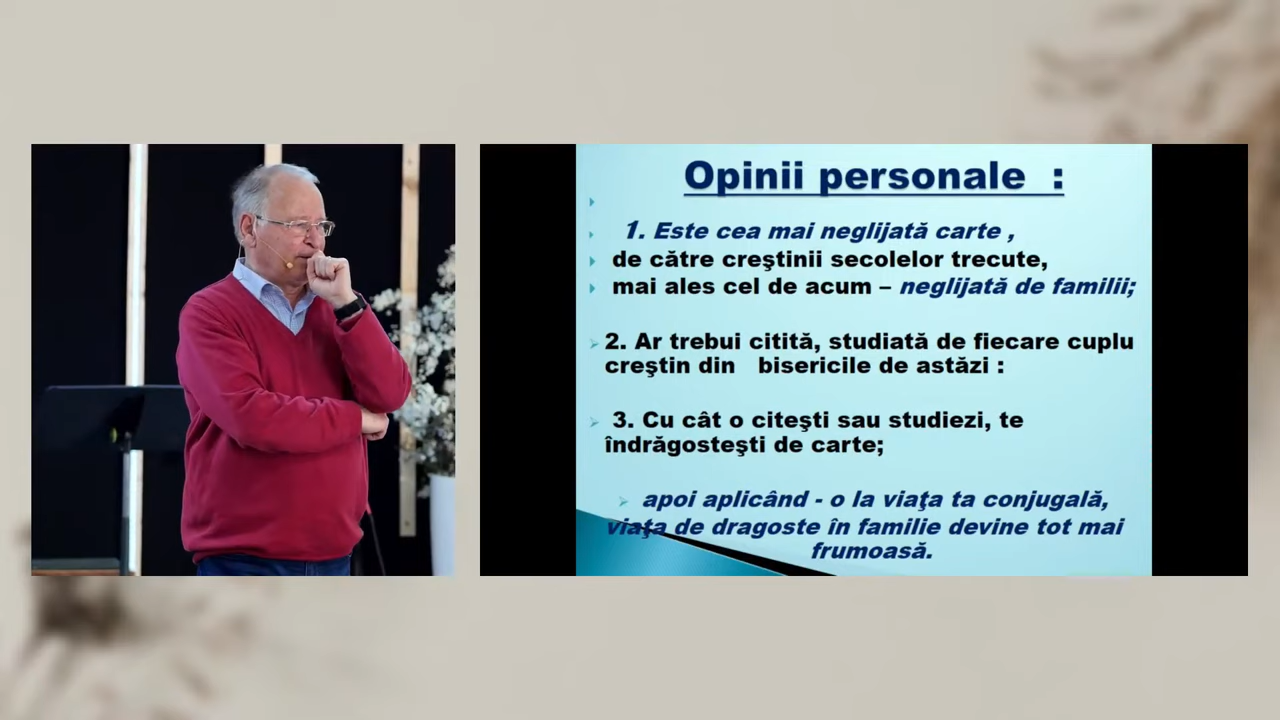 Opinii personale :
1. Este cea mai neglijată carte ,
de către creştinii secolelor trecute,
mai ales cel de acum – neglijată de familii;
2. Ar trebui citită, studiată de fiecare cuplu
creştin din bisericile de astăzi :
3. Cu cât o citeşti sau studiezi, te
îndrăgosteşti de carte;
apoi aplicând - o la viaţa ta conjugală,
viaţa de dragoste în familie devine tot mai
frumoasă.